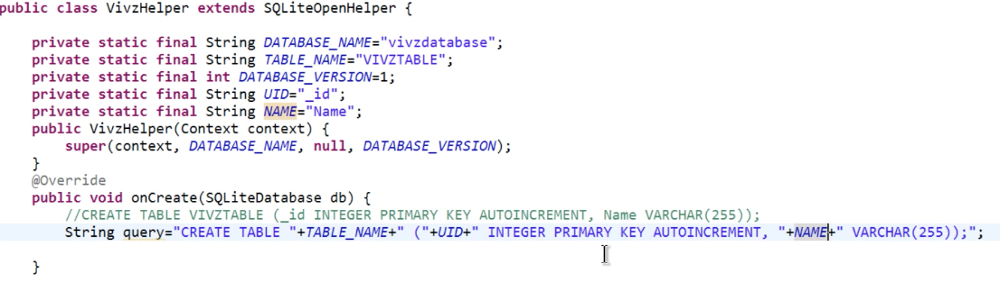 public class VivzHelper extends SQLiteOpenHelper {
private static final String DATABASE_NAME="vivzdatabase";
private static final String TABLE_NAME="VIVZTABLE";
private static final int DATABASE_VERSION=1;
private static final String UID="_id";
private static final String NAME="Name";
public VivzHelper(Context context) {
super(context, DATABASE_NAME, null, DATABASE_VERSION);
}
@Override
public void onCreate(SQLiteDatabase db) {
//CREATE TABLE VIVZTABLE (_id INTEGER PRIMARY KEY AUTOINCREMENT, Name VARCHAR(255));
String query="CREATE TABLE "+TABLE_NAME+" ("+UID+" INTEGER PRIMARY KEY AUTOINCREMENT, "+NAME+" VARCHAR(255));";
}